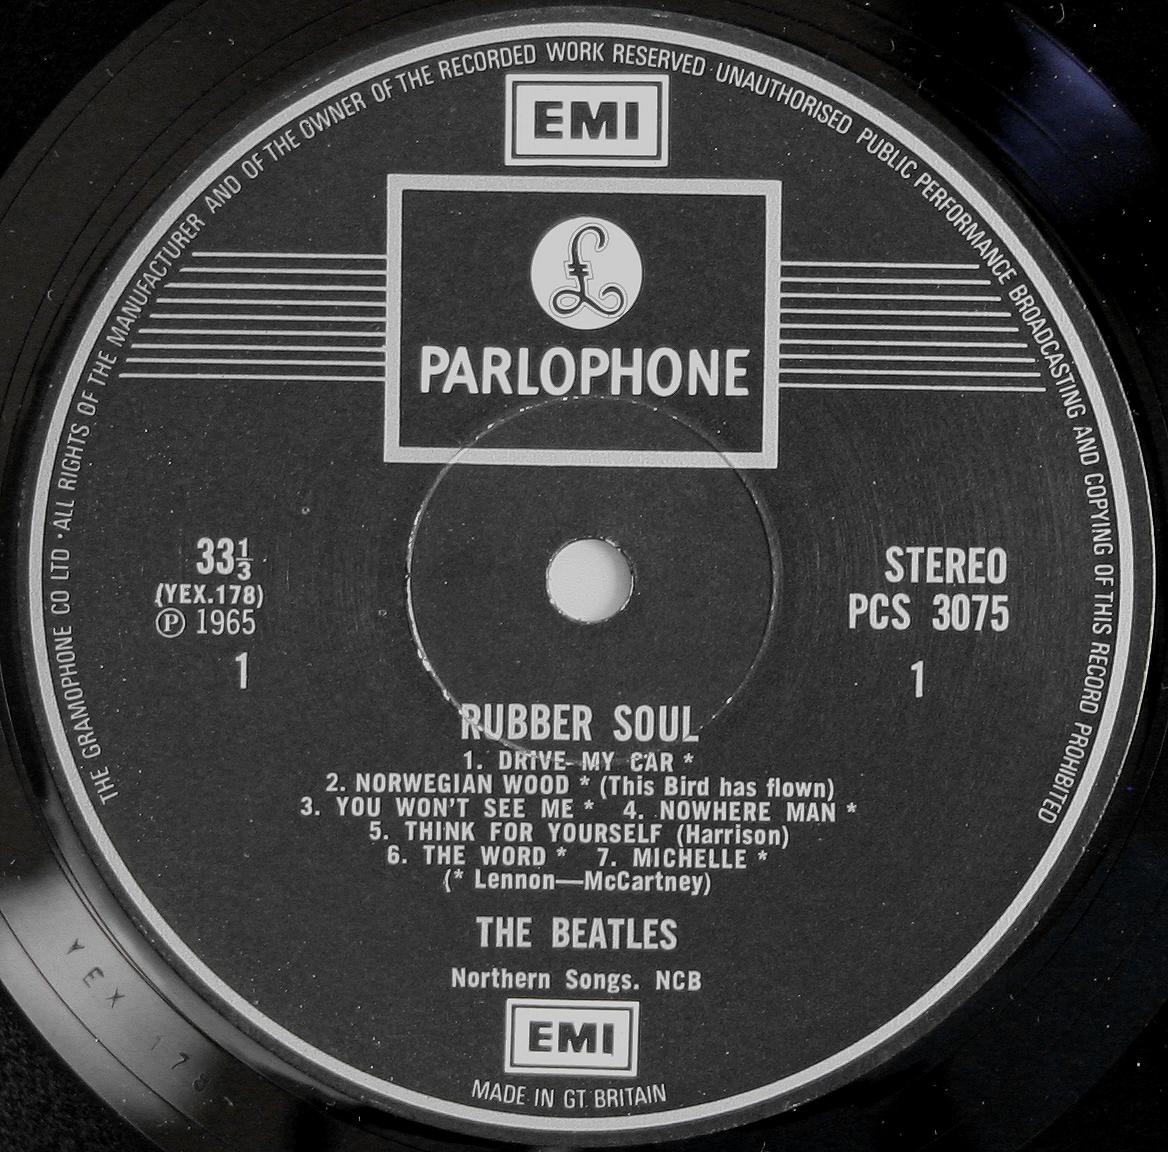 THE GRAMOPHONE CO LTD · ALL RIGHTS OF THE MANUFACTURER AND OF THE OWNER OF THE RECORDED WORK RESERVED · UNAUTHORISED PUBLIC PERFORMANCE BROADCASTING AND COPYING OF THIS RECORD PROHIBITED
EMI
£
PARLOPHONE
33⅓
(YEX.178)
Ⓟ 1965
1
STEREO
PCS 3075
1
RUBBER SOUL
1. DRIVE MY CAR *
2. NORWEGIAN WOOD * (This Bird has flown)
3. YOU WON'T SEE ME * 4. NOWHERE MAN *
5. THINK FOR YOURSELF (Harrison)
6. THE WORD * 7. MICHELLE *
(* Lennon—McCartney)
THE BEATLES
Northern Songs. NCB
EMI
MADE IN GT. BRITAIN
YEX 178